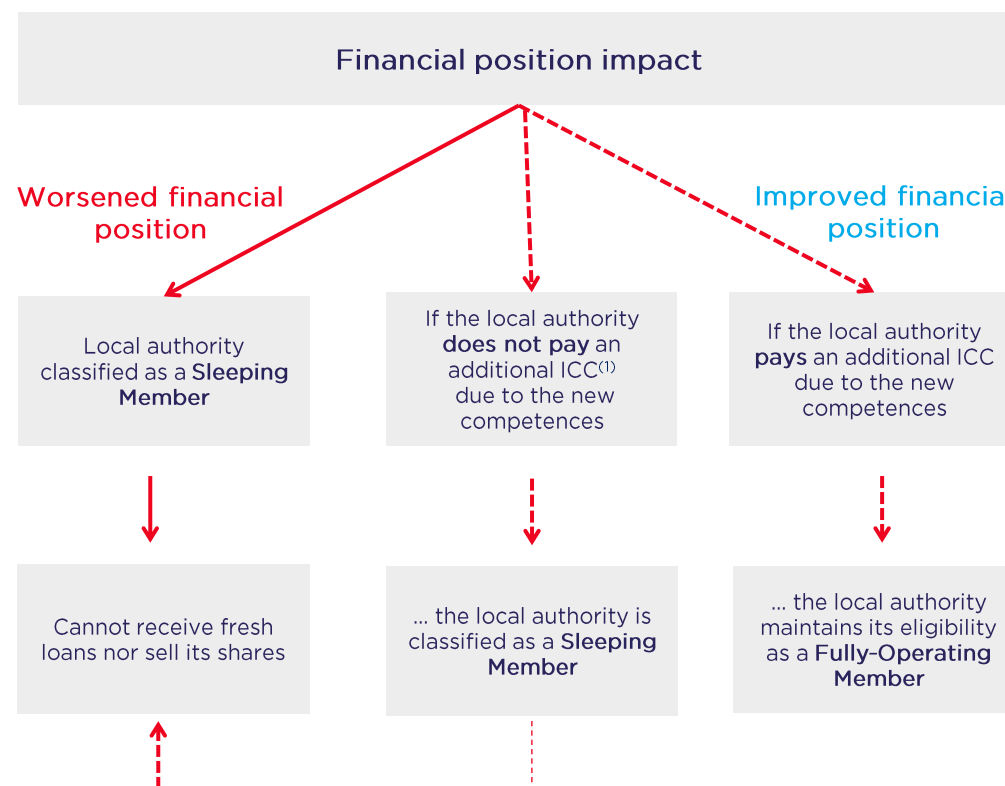 Financial position impact
Worsened financial
position
Improved financia
position
Local authority
classified as a Sleeping
Member
If the local authority
does not pay an
additional ICC⁽¹⁾
due to the new
competences
If the local authority
pays an additional ICC
due to the new
competences
Cannot receive fresh
loans nor sell its shares
... the local authority is
classified as a Sleeping
Member
... the local authority
maintains its eligibility
as a Fully-Operating
Member